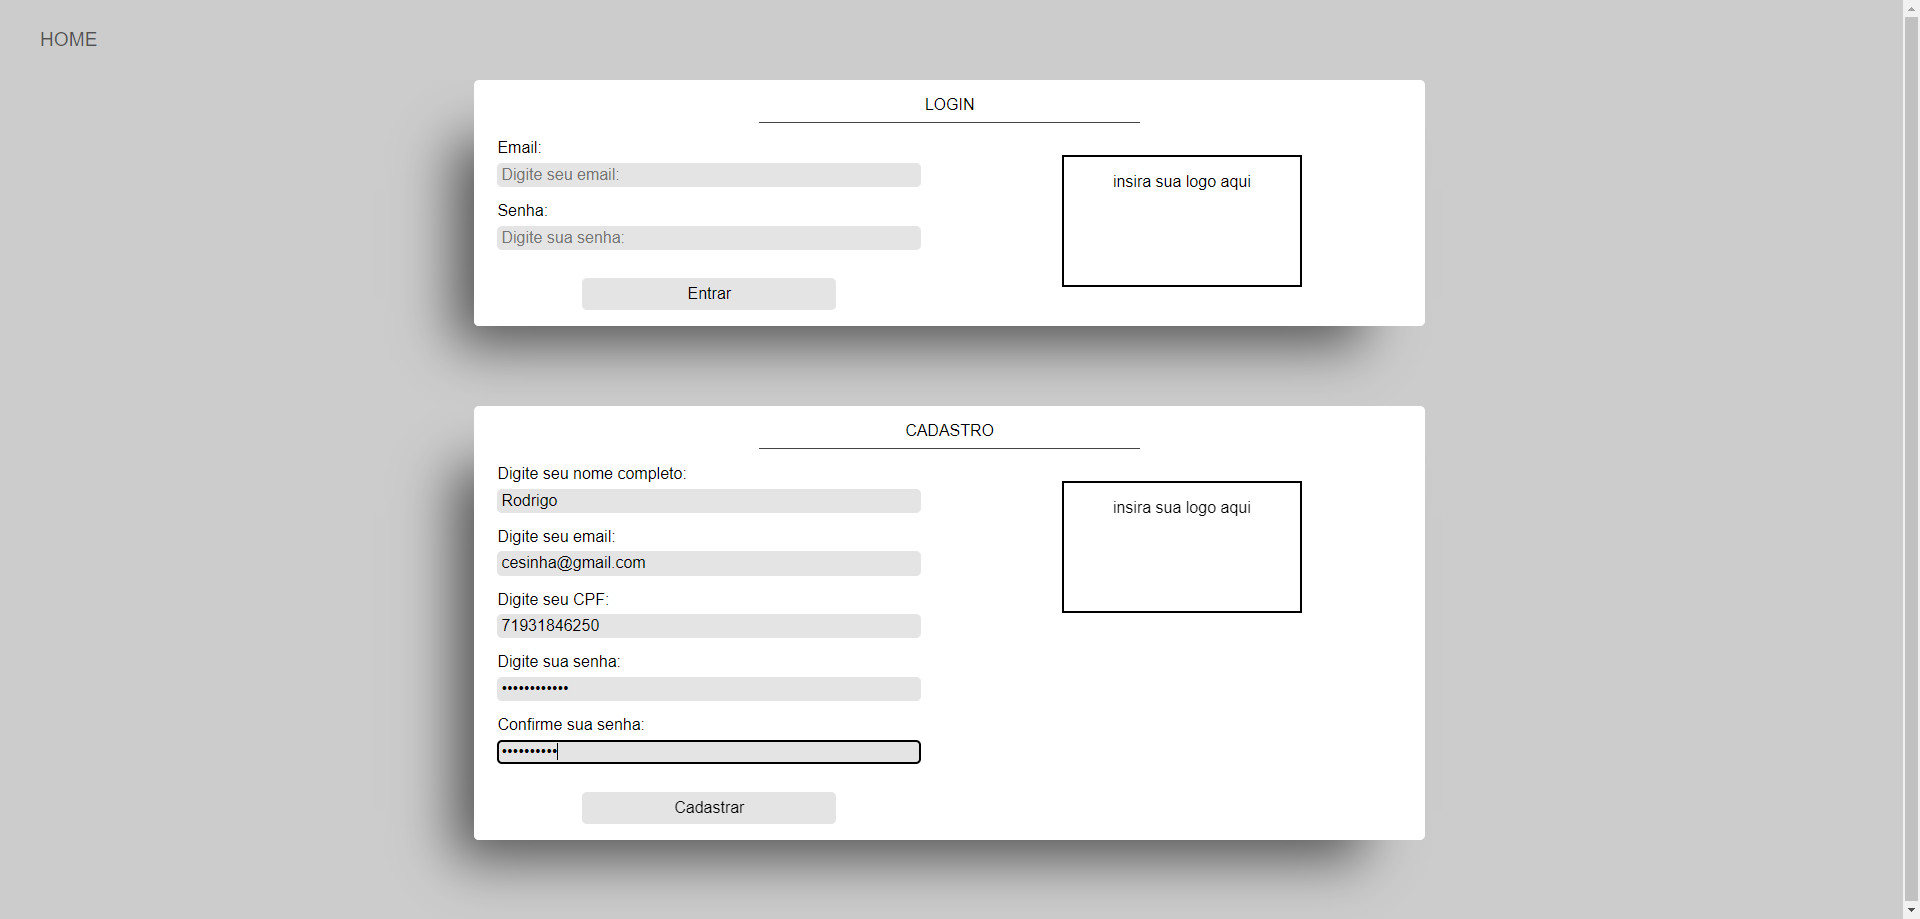 HOME
LOGIN
Email:
Digite seu email:
Senha:
Digite sua senha:
Entrar
insira sua logo aqui
CADASTRO
Digite seu nome completo:
Rodrigo
Digite seu email:
cesinha@gmail.com
Digite seu CPF:
71931846250
Digite sua senha:
••••••••••••
Confirme sua senha:
••••••••••
Cadastrar
insira sua logo aqui